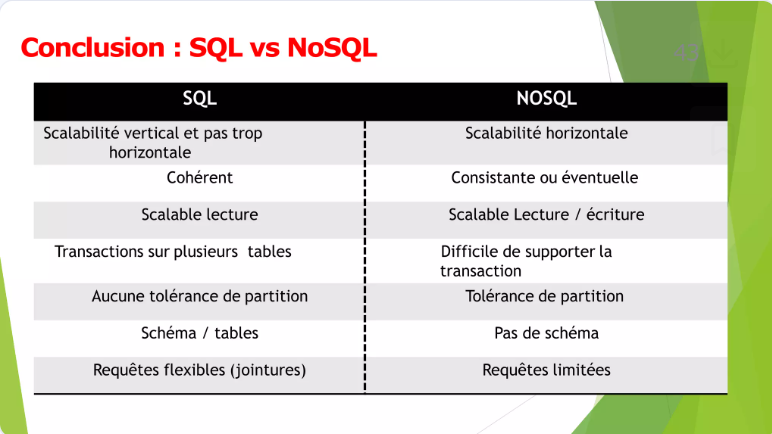 Conclusion : SQL vs NoSQL
SQL
NOSQL
Scalabilité vertical et pas trop
horizontale
Scalabilité horizontale
Cohérent
Consistante ou éventuelle
Scalable lecture
Scalable Lecture / écriture
Transactions sur plusieurs tables
Difficile de supporter la
transaction
Aucune tolérance de partition
Tolérance de partition
Schéma / tables
Pas de schéma
Requêtes flexibles (jointures)
Requêtes limitées